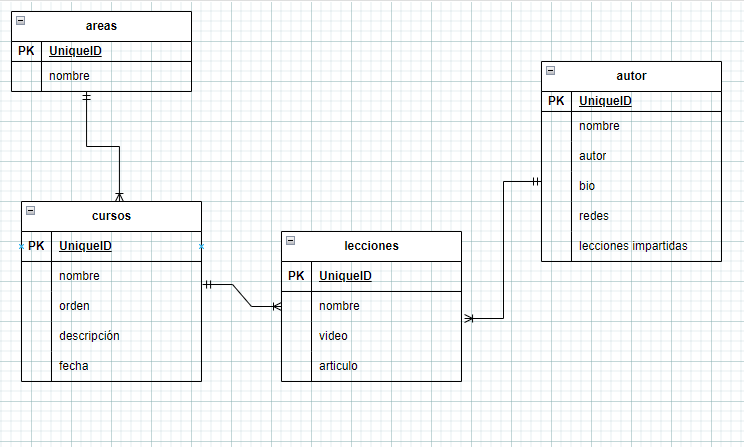 areas
PK UniqueID
nombre
autor
PK UniqueID
nombre
autor
bio
redes
lecciones impartidas
cursos
PK UniqueID
nombre
orden
descripción
fecha
lecciones
PK UniqueID
nombre
video
articulo